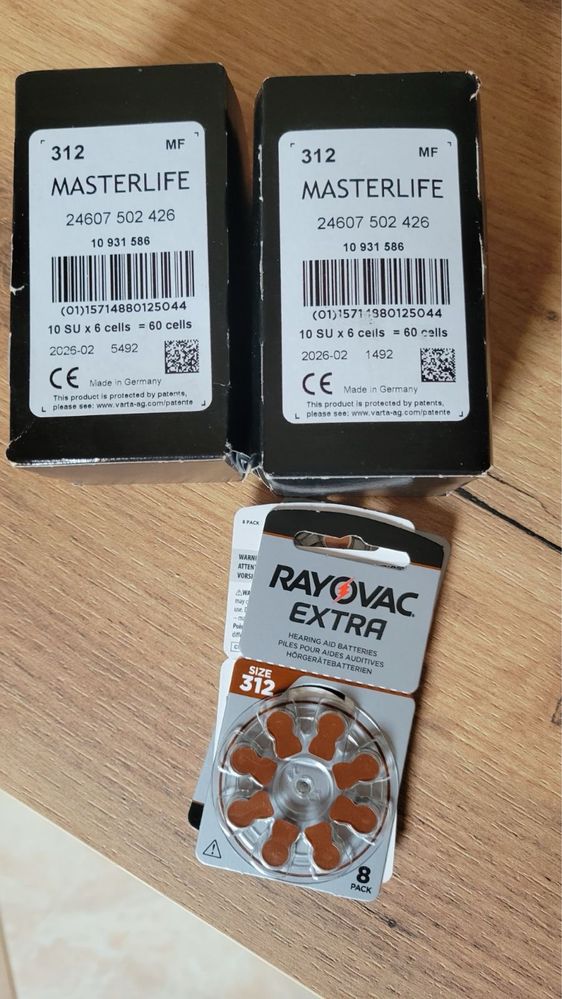 312 MF
MASTERLIFE
24607 502 426
10 931 586
(01)15714880125044
10 SU x 6 cells = 60 cells
2026-02 5492
CE Made in Germany
This product is protected by patents,
please see: www.varta-ag.com/patente
312 MF
MASTERLIFE
24607 502 426
10 931 586
(01)15714880125044
10 SU x 6 cells = 60 cells
2026-02 1492
CE Made in Germany
This product is protected by patents,
please see: www.varta-ag.com/patente
8 PACK
RAYOVAC
EXTRA
HEARING AID BATTERIES
PILES POUR AIDES AUDITIVES
HÖRGERÄTEBATTERIEN
SIZE
312
8
PACK